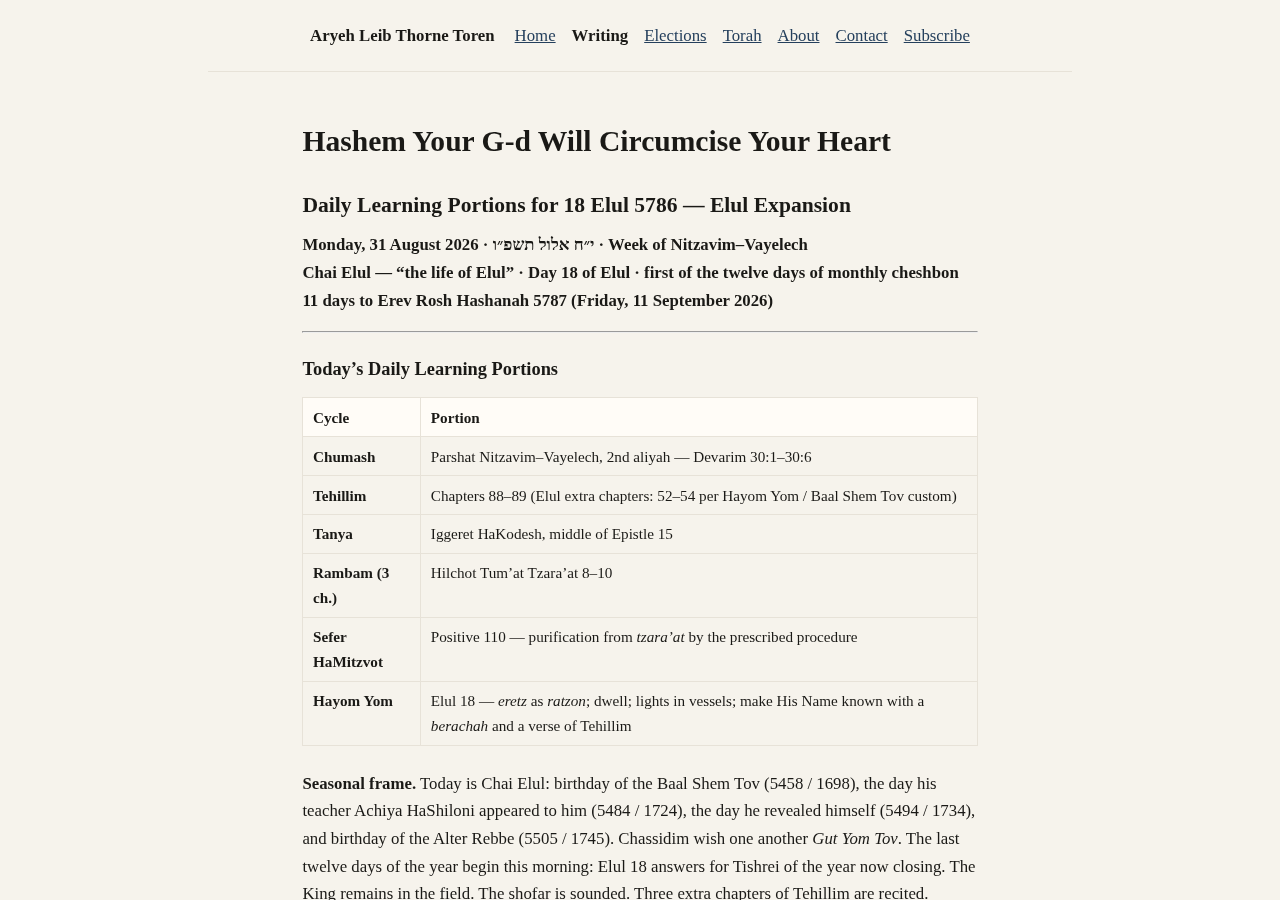 Aryeh Leib Thorne Toren Home Writing Elections Torah About Contact Subscribe
Hashem Your G-d Will Circumcise Your Heart
Daily Learning Portions for 18 Elul 5786 — Elul Expansion
Monday, 31 August 2026 · י״ח אלול תשפ״ו · Week of Nitzavim–Vayelech
Chai Elul — “the life of Elul” · Day 18 of Elul · first of the twelve days of monthly cheshbon
11 days to Erev Rosh Hashanah 5787 (Friday, 11 September 2026)
Today’s Daily Learning Portions
Cycle Portion
Chumash Parshat Nitzavim–Vayelech, 2nd aliyah — Devarim 30:1–30:6
Tehillim Chapters 88–89 (Elul extra chapters: 52–54 per Hayom Yom / Baal Shem Tov custom)
Tanya Iggeret HaKodesh, middle of Epistle 15
Rambam (3 Hilchot Tum’at Tzara’at 8–10
ch.)
Sefer Positive 110 — purification from tzara’at by the prescribed procedure
HaMitzvot
Hayom Yom Elul 18 — eretz as ratzon; dwell; lights in vessels; make His Name known with a
berachah and a verse of Tehillim
Seasonal frame. Today is Chai Elul: birthday of the Baal Shem Tov (5458 / 1698), the day his
teacher Achiya HaShiloni appeared to him (5484 / 1724), the day he revealed himself (5494 / 1734),
and birthday of the Alter Rebbe (5505 / 1745). Chassidim wish one another Gut Yom Tov. The last
twelve days of the year begin this morning: Elul 18 answers for Tishrei of the year now closing. The
King remains in the field. The shofar is sounded. Three extra chapters of Tehillim are recited.